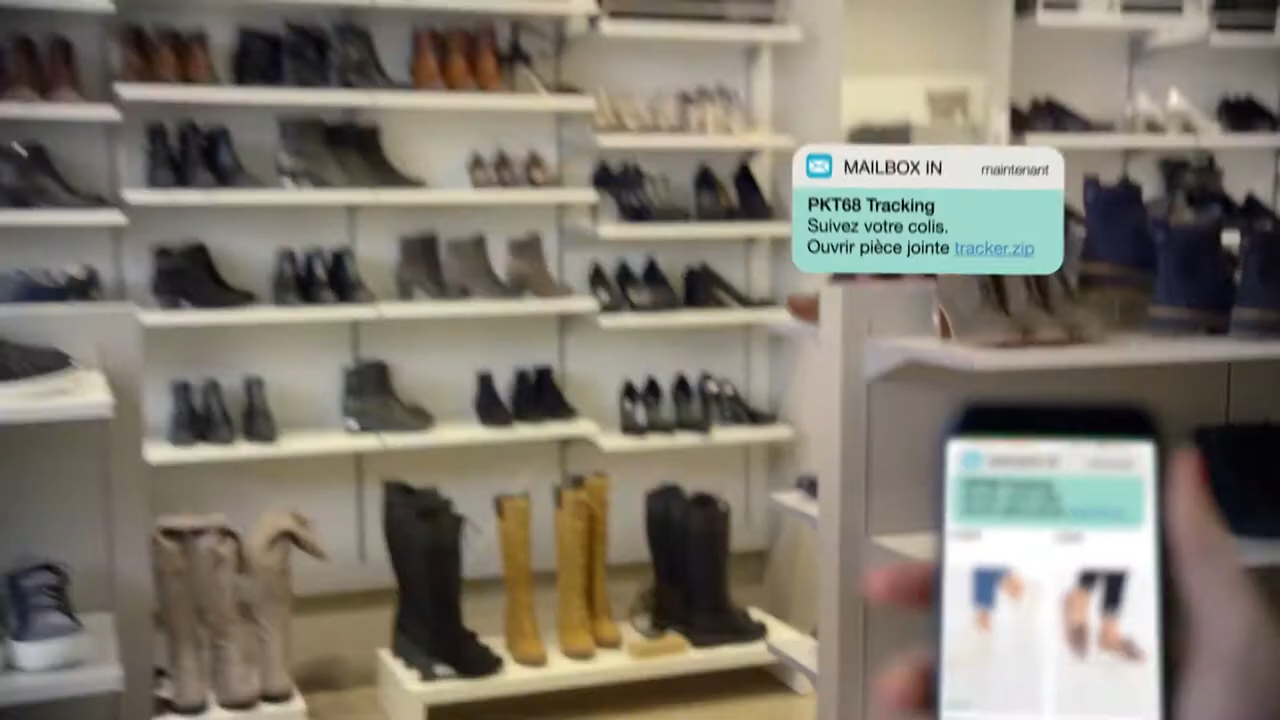 MAILBOX IN maintenant
PKT68 Tracking
Suivez votre colis.
Ouvrir pièce jointe tracker.zip